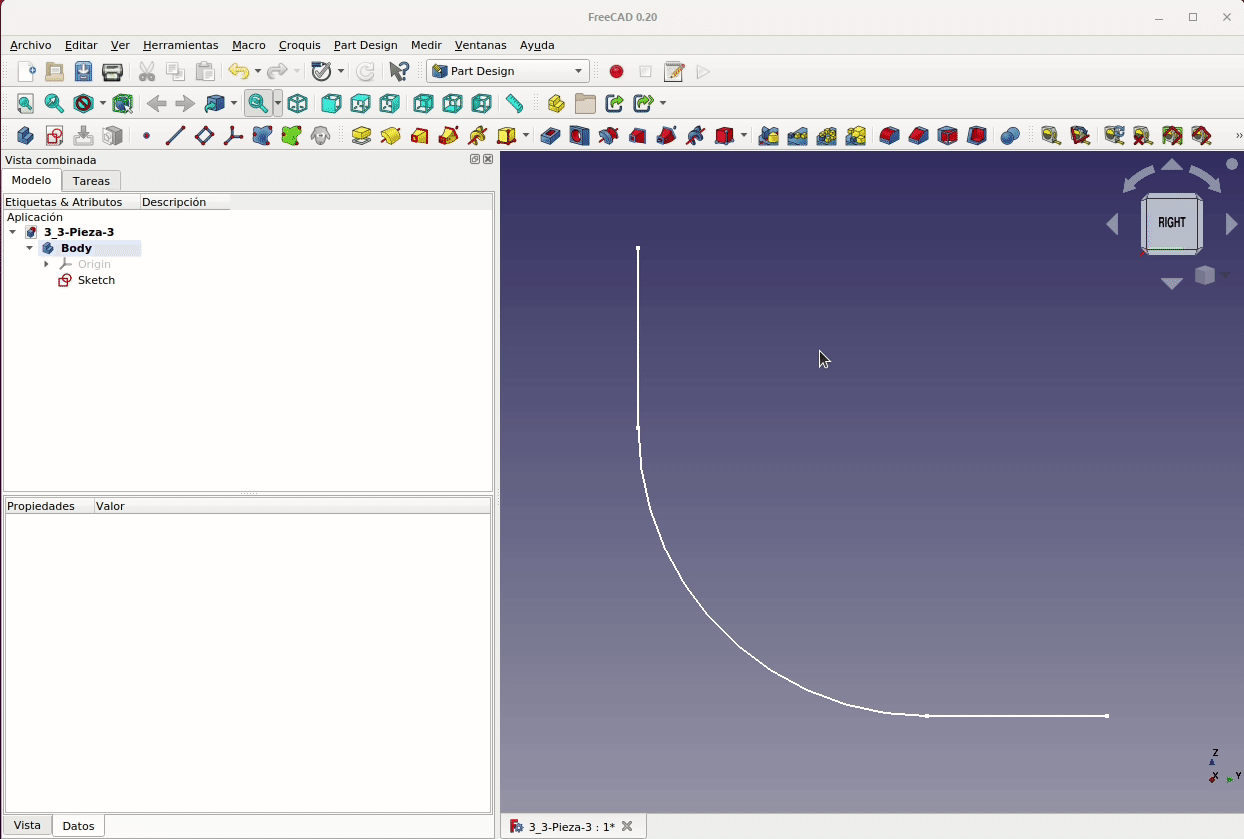 FreeCAD 0.20
Archivo Editar Ver Herramientas Macro Croquis Part Design Medir Ventanas Ayuda
Part Design
Vista combinada
Modelo Tareas
Etiquetas & Atributos Descripción
Aplicación
3_3-Pieza-3
Body
Origin
Sketch
Propiedades Valor
Vista Datos
RIGHT
Z
X Y
3_3-Pieza-3 : 1*